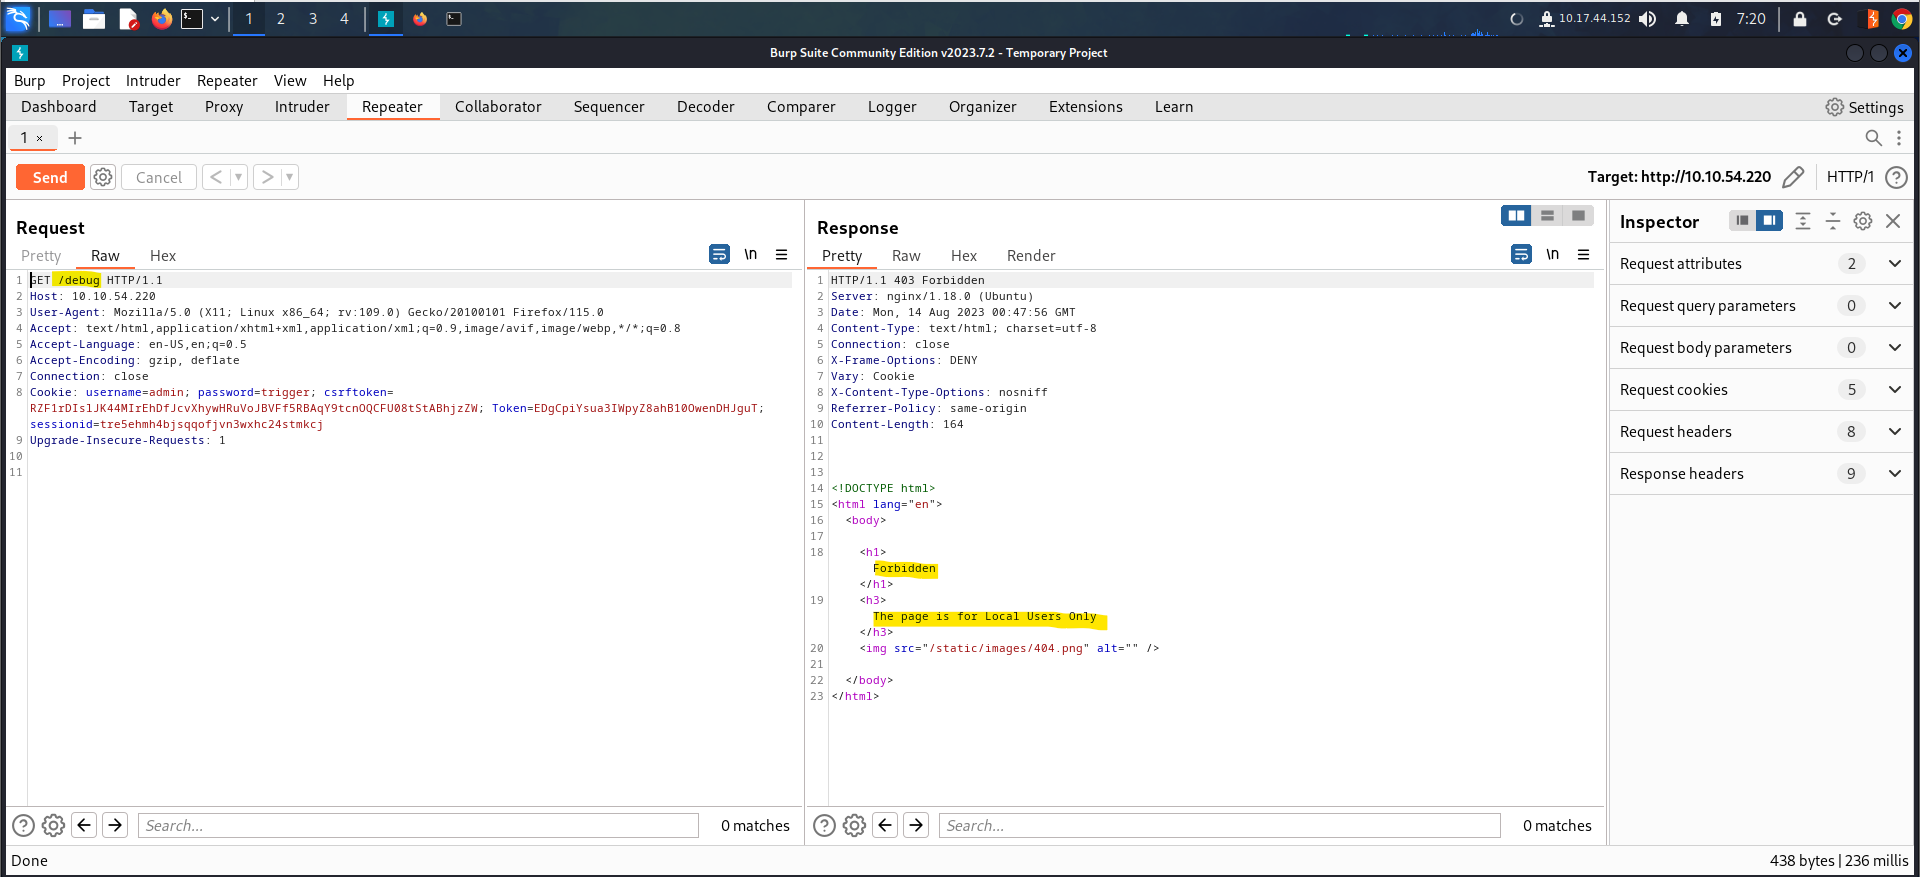 1 2 3 4 10.17.44.152 7:20
Burp Suite Community Edition v2023.7.2 - Temporary Project
Burp Project Intruder Repeater View Help
Dashboard Target Proxy Intruder Repeater Collaborator Sequencer Decoder Comparer Logger Organizer Extensions Learn Settings
1 × +
Send Cancel < > Target: http://10.10.54.220 HTTP/1 ?
Request
Pretty Raw Hex \n
1 GET /debug HTTP/1.1
2 Host: 10.10.54.220
3 User-Agent: Mozilla/5.0 (X11; Linux x86_64; rv:109.0) Gecko/20100101 Firefox/115.0
4 Accept: text/html,application/xhtml+xml,application/xml;q=0.9,image/avif,image/webp,*/*;q=0.8
5 Accept-Language: en-US,en;q=0.5
6 Accept-Encoding: gzip, deflate
7 Connection: close
8 Cookie: username=admin; password=trigger; csrftoken=
RZF1rDIslJK44MIrEhDfJcvXhywHRuVoJBVFf5RBAqY9tcnOQCFU08tStABhjzZW; Token=EDgCpiYsua3IWpyZ8ahB10OwenDHJguT;
sessionid=tre5ehmh4bjsqqofjvn3wxhc24stmkcj
9 Upgrade-Insecure-Requests: 1
10
11
? Search... 0 matches
Response
Pretty Raw Hex Render \n
1 HTTP/1.1 403 Forbidden
2 Server: nginx/1.18.0 (Ubuntu)
3 Date: Mon, 14 Aug 2023 00:47:56 GMT
4 Content-Type: text/html; charset=utf-8
5 Connection: close
6 X-Frame-Options: DENY
7 Vary: Cookie
8 X-Content-Type-Options: nosniff
9 Referrer-Policy: same-origin
10 Content-Length: 164
11
12
13
14 <!DOCTYPE html>
15 <html lang="en">
16 <body>
17
18 <h1>
Forbidden
</h1>
19 <h3>
The page is for Local Users Only
</h3>
20 <img src="/static/images/404.png" alt="" />
21
22 </body>
23 </html>
? Search... 0 matches
Inspector
Request attributes 2
Request query parameters 0
Request body parameters 0
Request cookies 5
Request headers 8
Response headers 9
Done 438 bytes | 236 millis